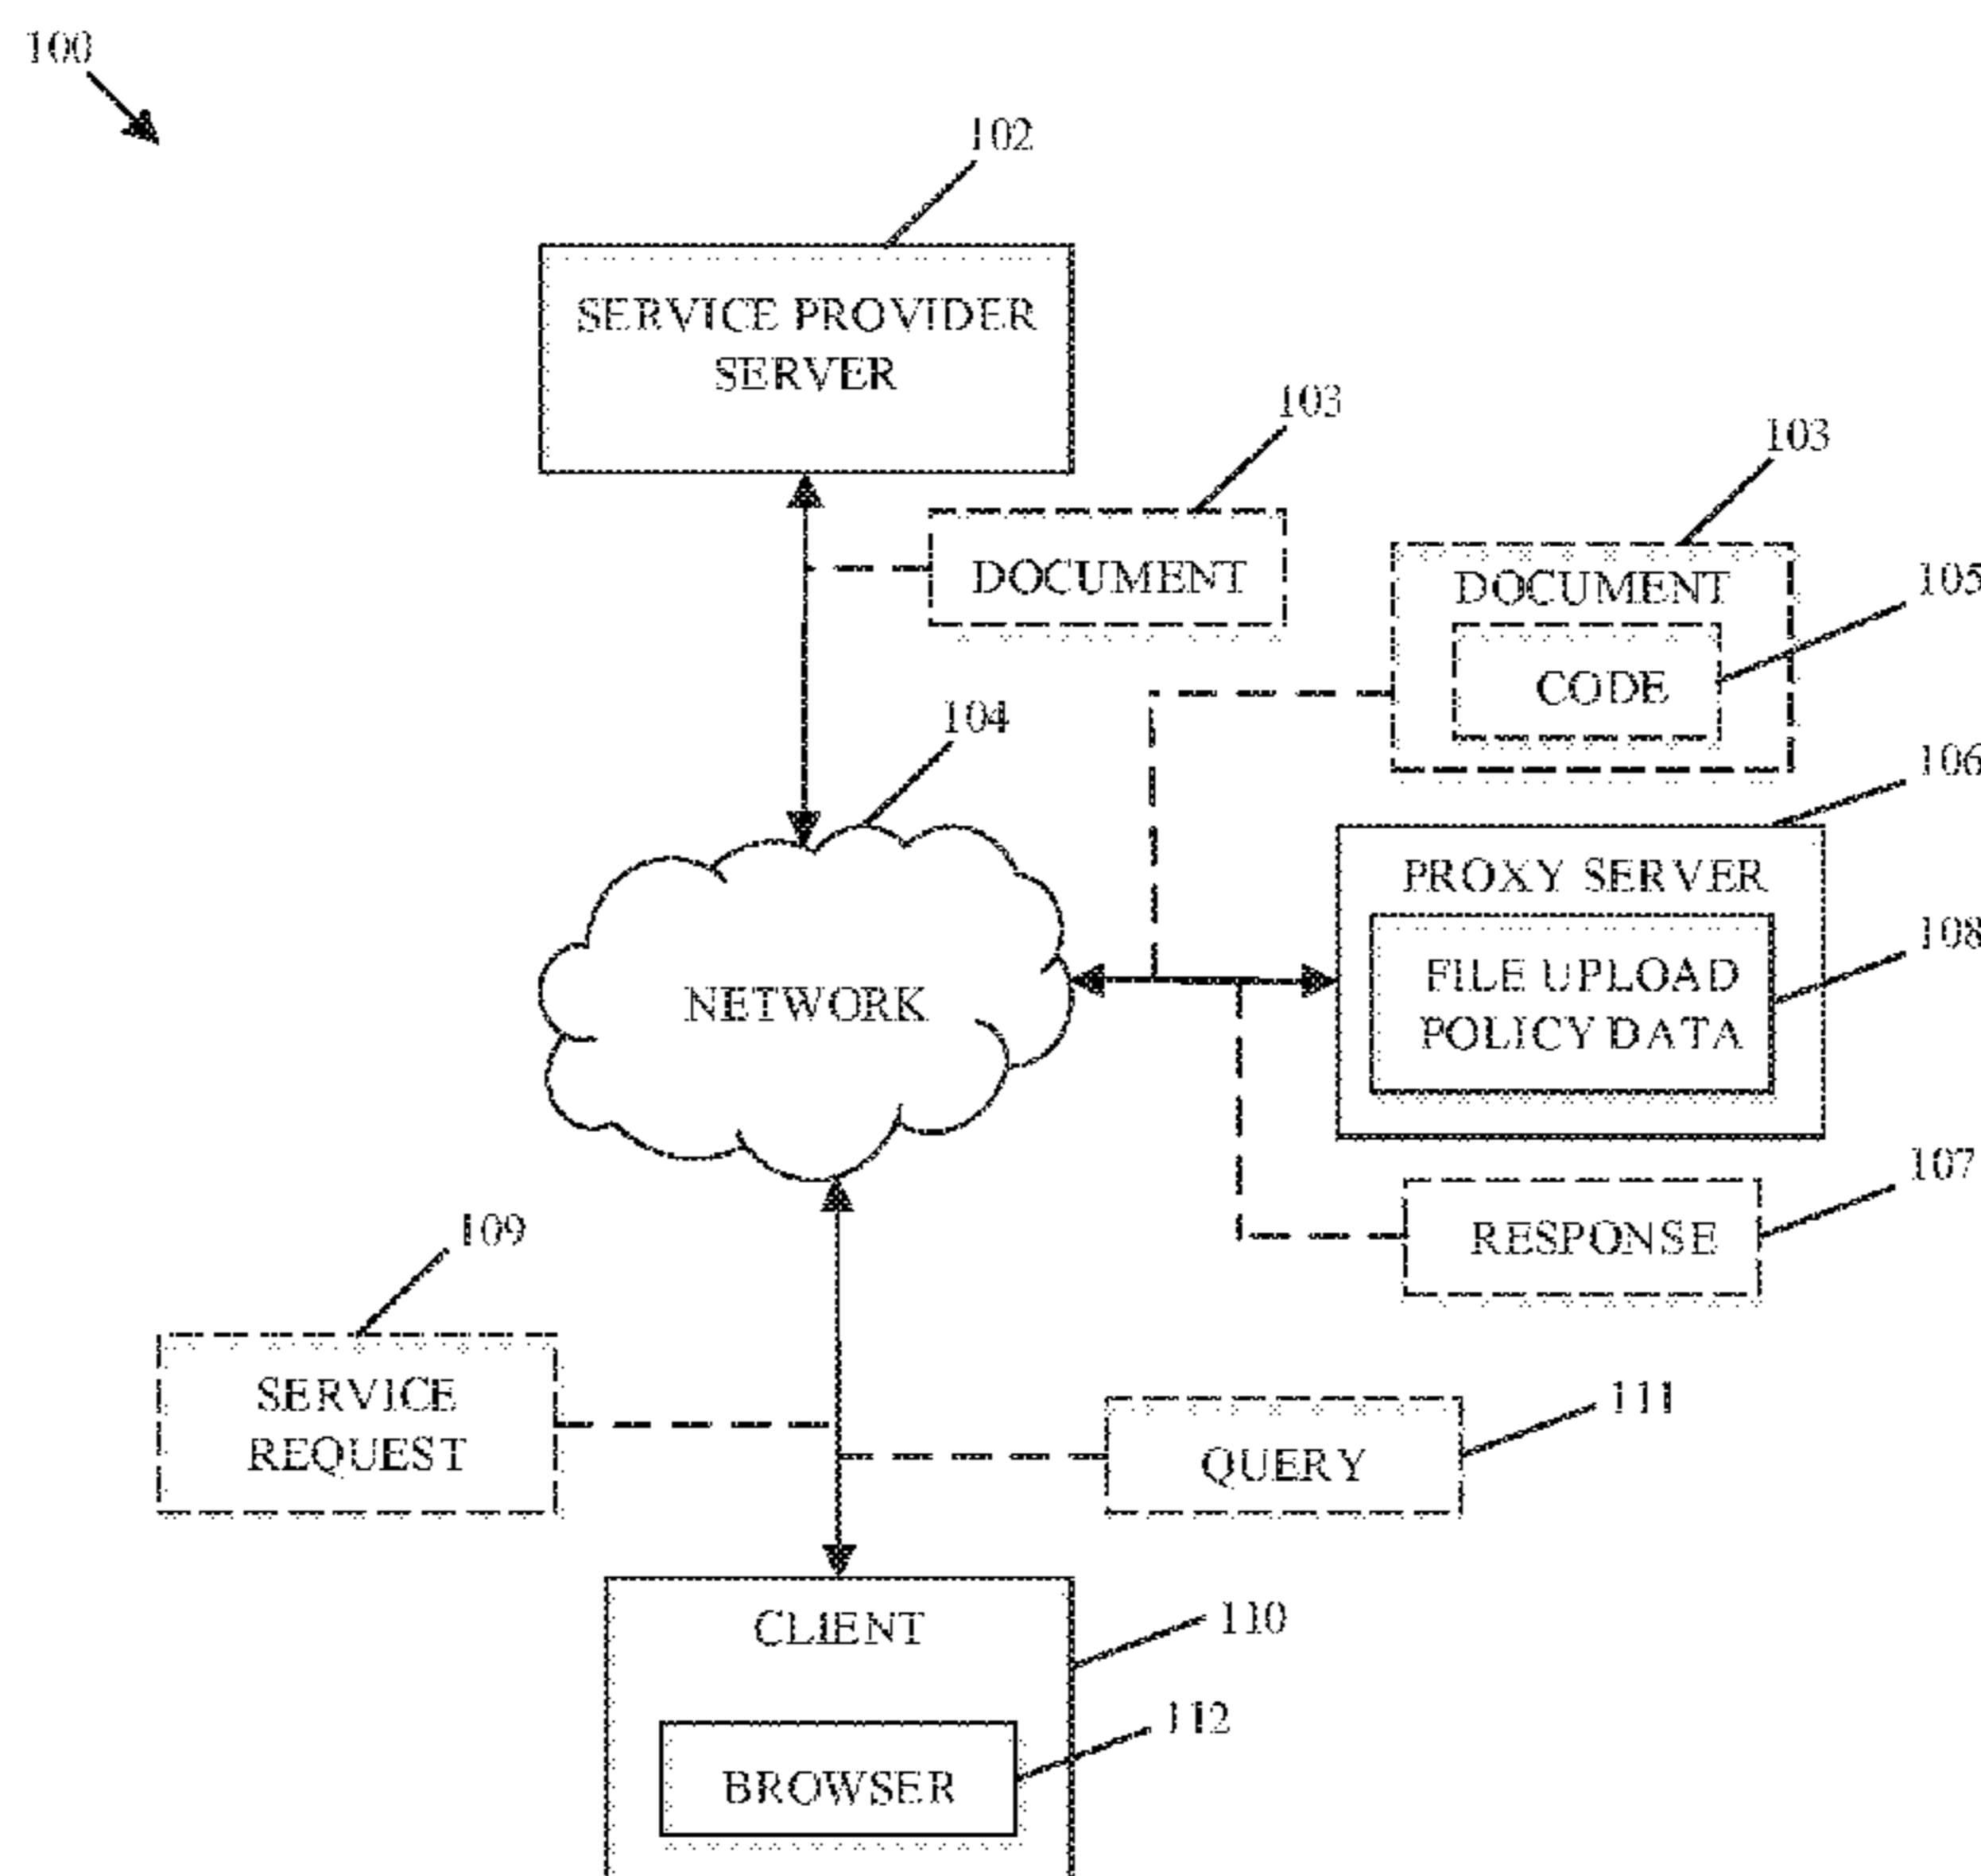 100
102
SERVICE PROVIDER
SERVER
103
103
DOCUMENT
DOCUMENT
105
CODE
104
106
PROXY SERVER
108
FILE UPLOAD
POLICY DATA
NETWORK
107
RESPONSE
109
SERVICE
REQUEST
111
QUERY
CLIENT
110
112
BROWSER